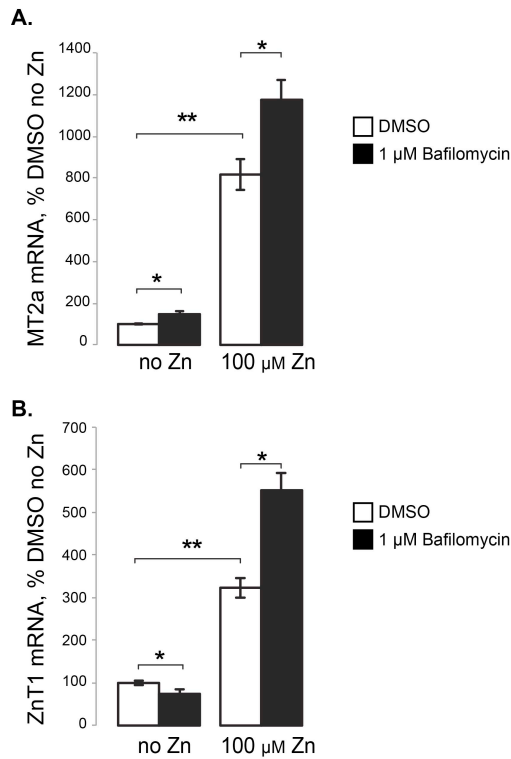 A.
MT2a mRNA, % DMSO no Zn
1400
1200
1000
800
600
400
200
0
*
**
*
no Zn
100 µM Zn
DMSO
1 µM Bafilomycin
B.
ZnT1 mRNA, % DMSO no Zn
700
600
500
400
300
200
100
0
*
**
*
no Zn
100 µM Zn
DMSO
1 µM Bafilomycin